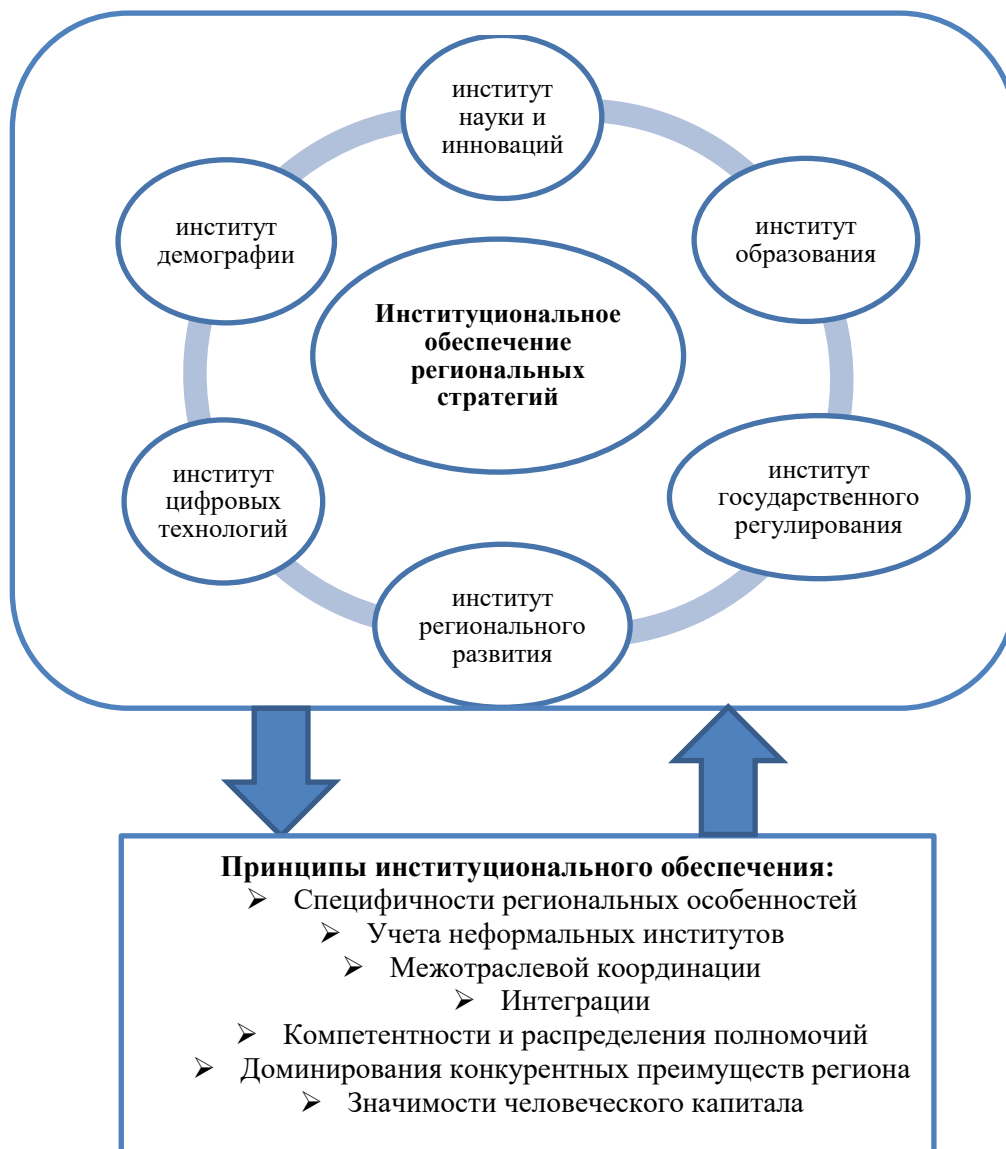 институт
науки и
инноваций
институт
образования
институт
государственного
регулирования
институт
регионального
развития
институт
цифровых
технологий
институт
демографии
Институциональное
обеспечение
региональных
стратегий
Принципы институционального обеспечения:
➢ Специфичности региональных особенностей
➢ Учета неформальных институтов
➢ Межотраслевой координации
➢ Интеграции
➢ Компетентности и распределения полномочий
➢ Доминирования конкурентных преимуществ региона
➢ Значимости человеческого капитала